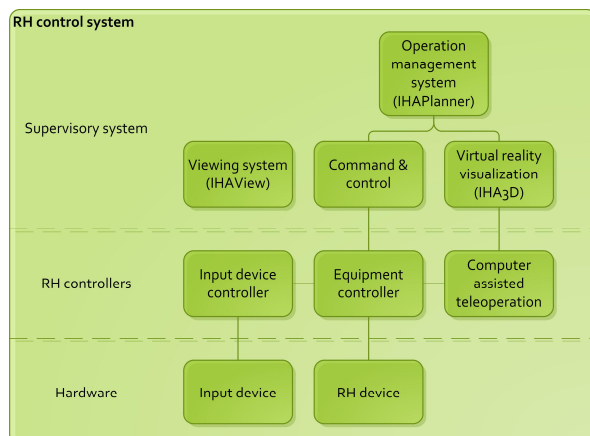 RH control system
Operation
management
system
(IHAPlanner)
Supervisory system
Viewing system
(IHAView)
Command &
control
Virtual reality
visualization
(IHA3D)
RH controllers
Input device
controller
Equipment
controller
Computer
assisted
teleoperation
Hardware
Input device
RH device